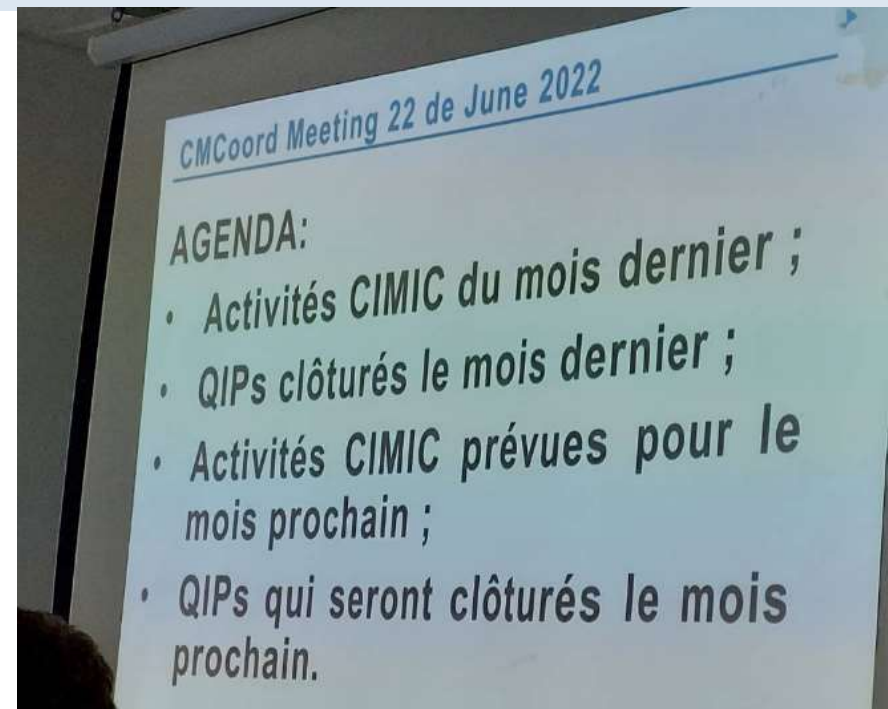 CMCoord Meeting 22 de June 2022
AGENDA:
• Activités CIMIC du mois dernier ;
• QIPs clôturés le mois dernier ;
• Activités CIMIC prévues pour le
mois prochain ;
• QIPs qui seront clôturés le mois
prochain.